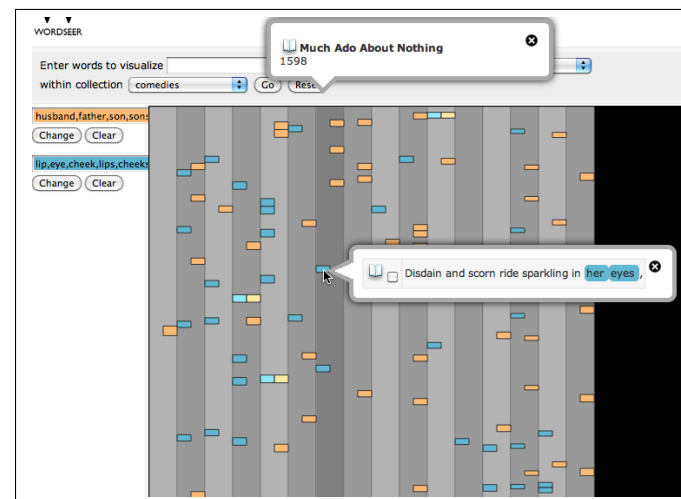 WORDSEER
Much Ado About Nothing
1598
Enter words to visualize
within collection comedies Go
husband,father,son,sons
Change Clear
lip,eye,cheek,lips,cheeks
Change Clear
Disdain and scorn ride sparkling in her eyes ,